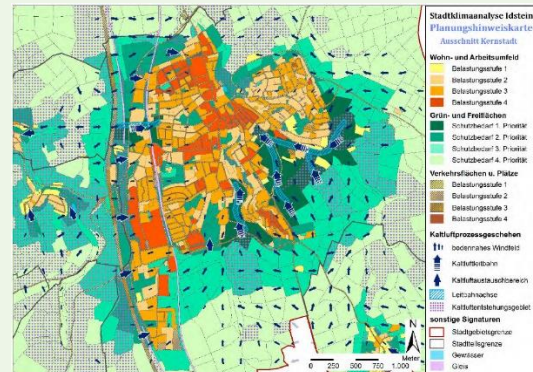 Stadtklimaanalyse Idstein
Planungshinweiskarte
Ausschnitt Kernstadt
Wohn- und Arbeitsumfeld
Belastungsstufe 1
Belastungsstufe 2
Belastungsstufe 3
Belastungsstufe 4
Grün- und Freiflächen
Schutzbedarf 1. Priorität
Schutzbedarf 2. Priorität
Schutzbedarf 3. Priorität
Schutzbedarf 4. Priorität
Verkehrsflächen u. Plätze
Belastungsstufe 1
Belastungsstufe 2
Belastungsstufe 3
Belastungsstufe 4
Kaltluftprozessgeschehen
bodennahes Windfeld
Kaltluftleitbahn
Kaltluftaustauschbereich
Leitbahnachse
Kaltluftentstehungsgebiet
sonstige Signaturen
Stadtgebietsgrenze
Stadtteilsgrenze
Gewässer
Gleis
N
Meter
0 250 500 750 1.000